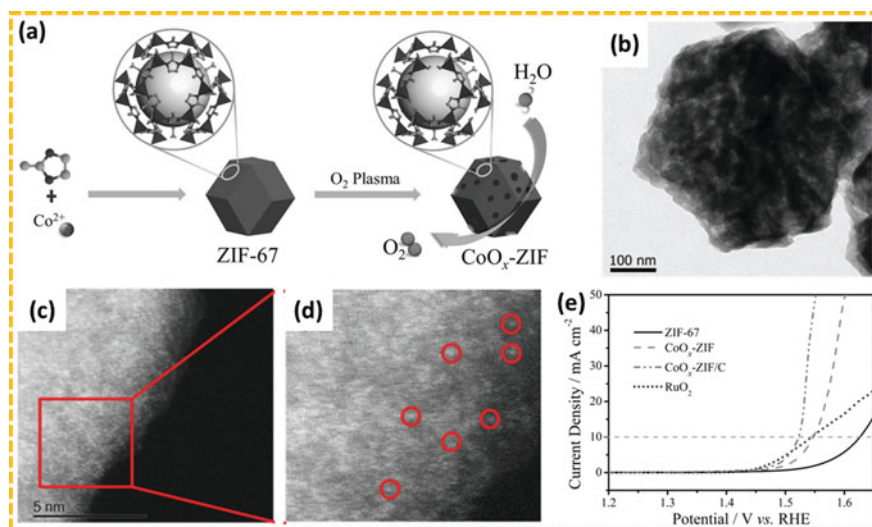 (a)
H₂O
O₂ Plasma
+
Co²⁺
O₂
ZIF-67
CoOₓ-ZIF
(b)
100 nm
(c)
5 nm
(d)
(e)
50
40
30
20
10
0
ZIF-67
CoOₓ-ZIF
CoOₓ-ZIF/C
RuO₂
Current Density / mA cm⁻²
1.2 1.3 1.4 1.5 1.6
Potential / V vs. RHE